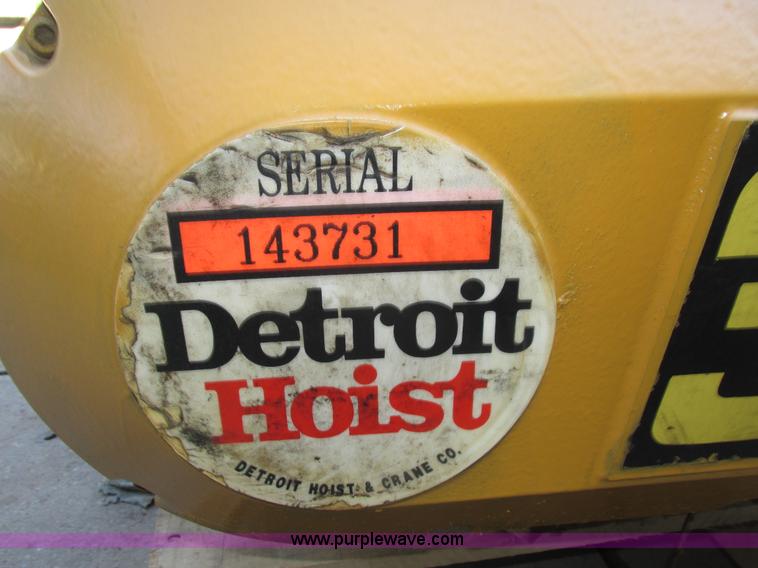 SERIAL
143731
Detroit
Hoist
DETROIT HOIST & CRANE CO.
www.purplewave.com